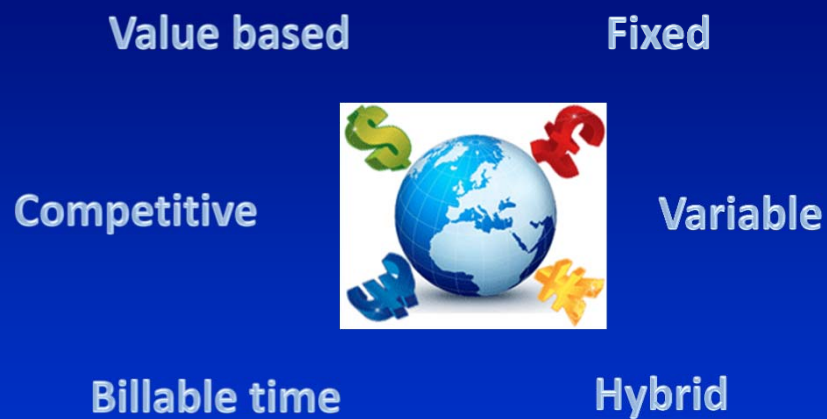 Value based
Fixed
Competitive
Variable
Billable time
Hybrid